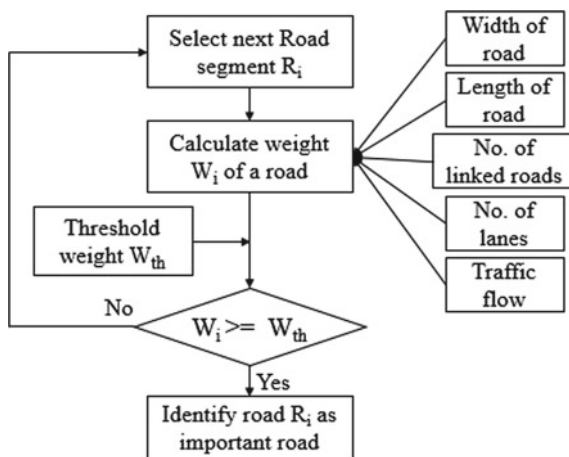 Select next Road
segment Rᵢ
Calculate weight
Wᵢ of a road
Threshold
weight Wₜₕ
No
Wᵢ >= Wₜₕ
Yes
Identify road Rᵢ as
important road
Width of
road
Length of
road
No. of
linked roads
No. of
lanes
Traffic
flow